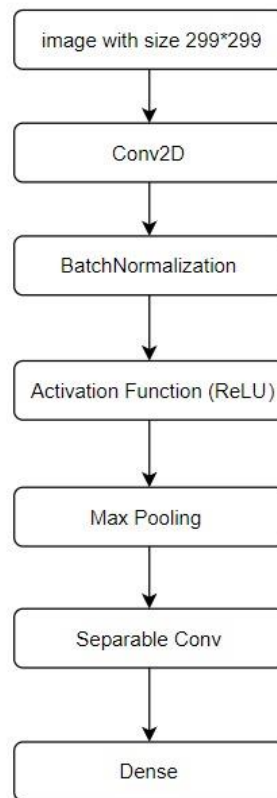 image with size 299*299
Conv2D
BatchNormalization
Activation Function (ReLU)
Max Pooling
Separable Conv
Dense